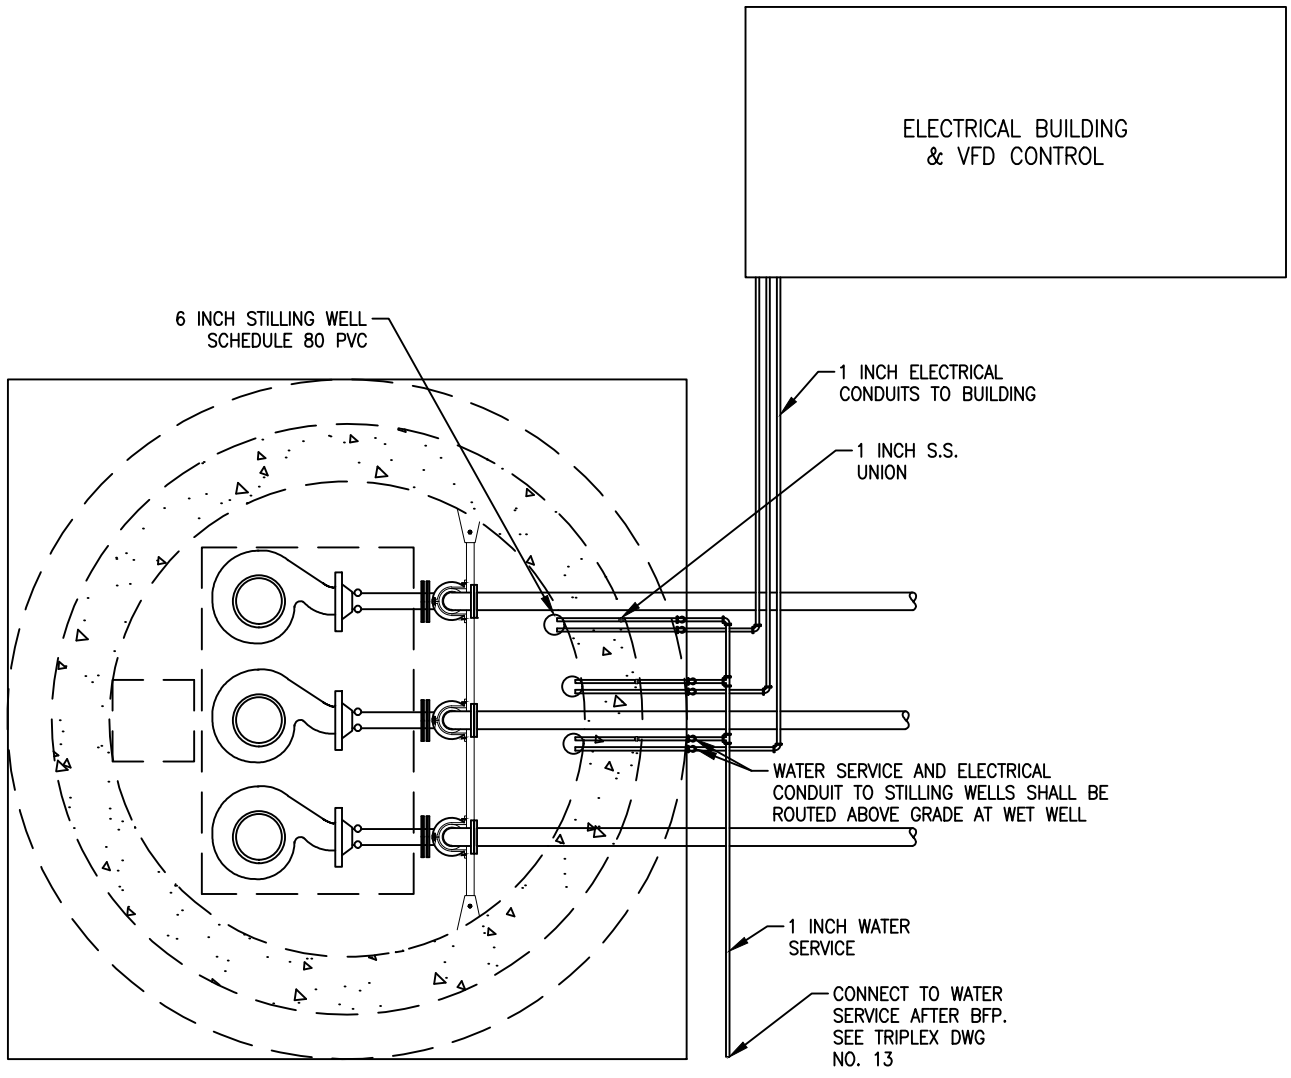 ELECTRICAL BUILDING
& VFD CONTROL
6 INCH STILLING WELL
SCHEDULE 80 PVC
1 INCH ELECTRICAL
CONDUITS TO BUILDING
1 INCH S.S.
UNION
WATER SERVICE AND ELECTRICAL
CONDUIT TO STILLING WELLS SHALL BE
ROUTED ABOVE GRADE AT WET WELL
1 INCH WATER
SERVICE
CONNECT TO WATER
SERVICE AFTER BFP.
SEE TRIPLEX DWG
NO. 13